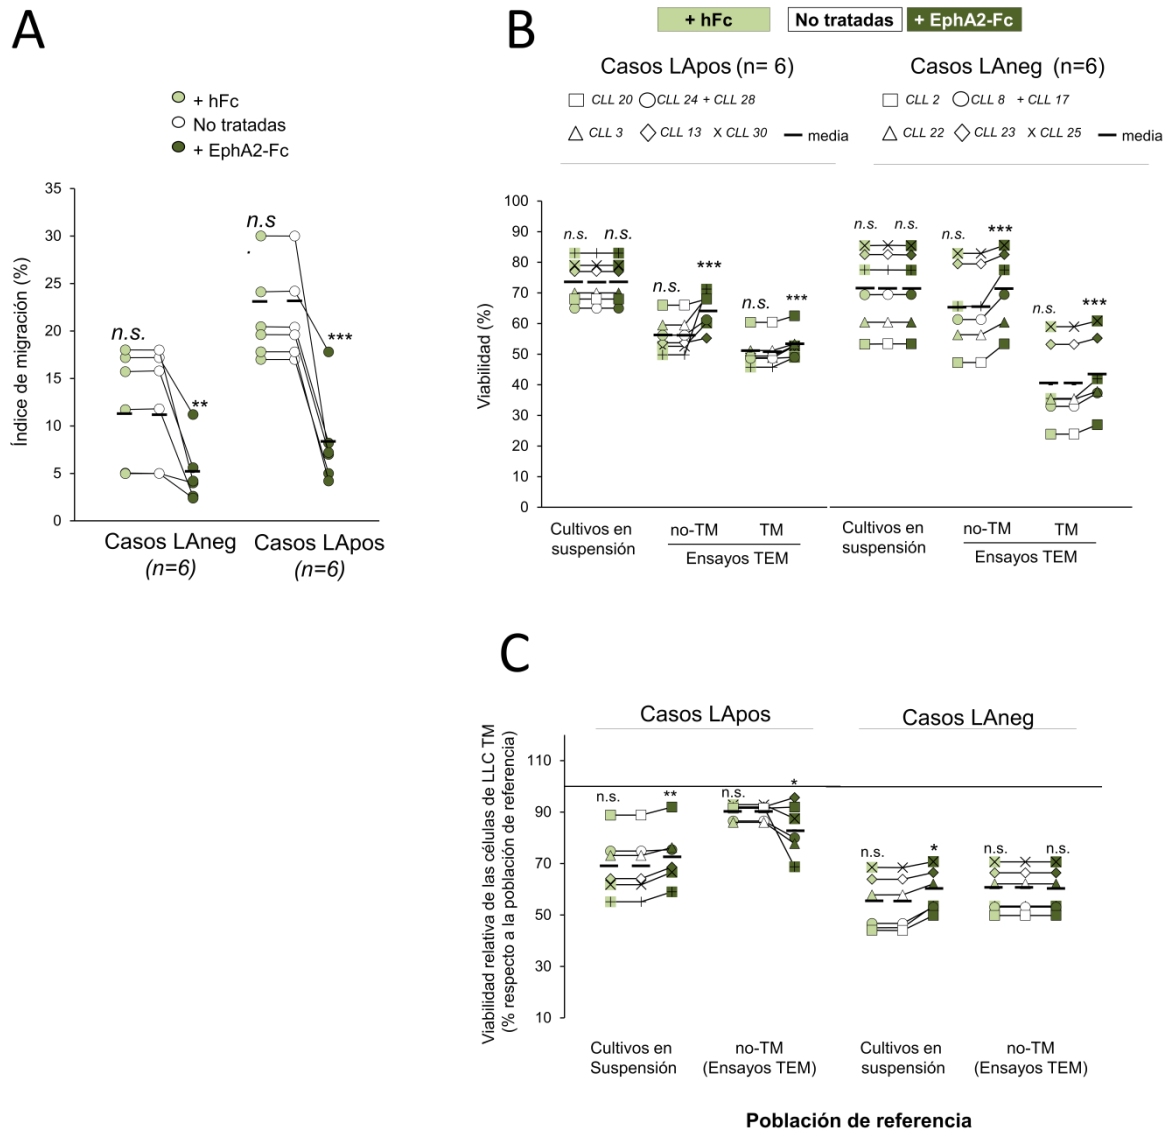 A
+ hFc
No tratadas
+ EphA2-Fc
Índice de migración (%)
35
30
25
20
15
10
5
0
n.s.
**
n.s
.
***
Casos LAneg
(n=6)
Casos LApos
(n=6)
B
+ hFc
No tratadas
+ EphA2-Fc
Casos LApos (n= 6)
CLL 20
CLL 24
+ CLL 28
CLL 3
CLL 13
X CLL 30
media
Casos LAneg (n=6)
CLL 2
CLL 8
+ CLL 17
CLL 22
CLL 23
X CLL 25
media
Viabilidad (%)
100
90
80
70
60
50
40
30
20
10
0
n.s.
n.s.
n.s.
***
n.s.
***
n.s.
n.s.
n.s.
***
n.s.
***
Cultivos en
suspensión
no-TM
TM
Ensayos TEM
Cultivos en
suspensión
no-TM
TM
Ensayos TEM
C
Casos LApos
Casos LAneg
Viabilidad relativa de las células de LLC TM
(% respecto a la población de referencia)
110
90
70
50
30
10
n.s.
**
n.s.
*
n.s.
*
n.s.
n.s.
Cultivos en
Suspensión
no-TM
(Ensayos TEM)
Cultivos en
suspensión
no-TM
(Ensayos TEM)
Población de referencia